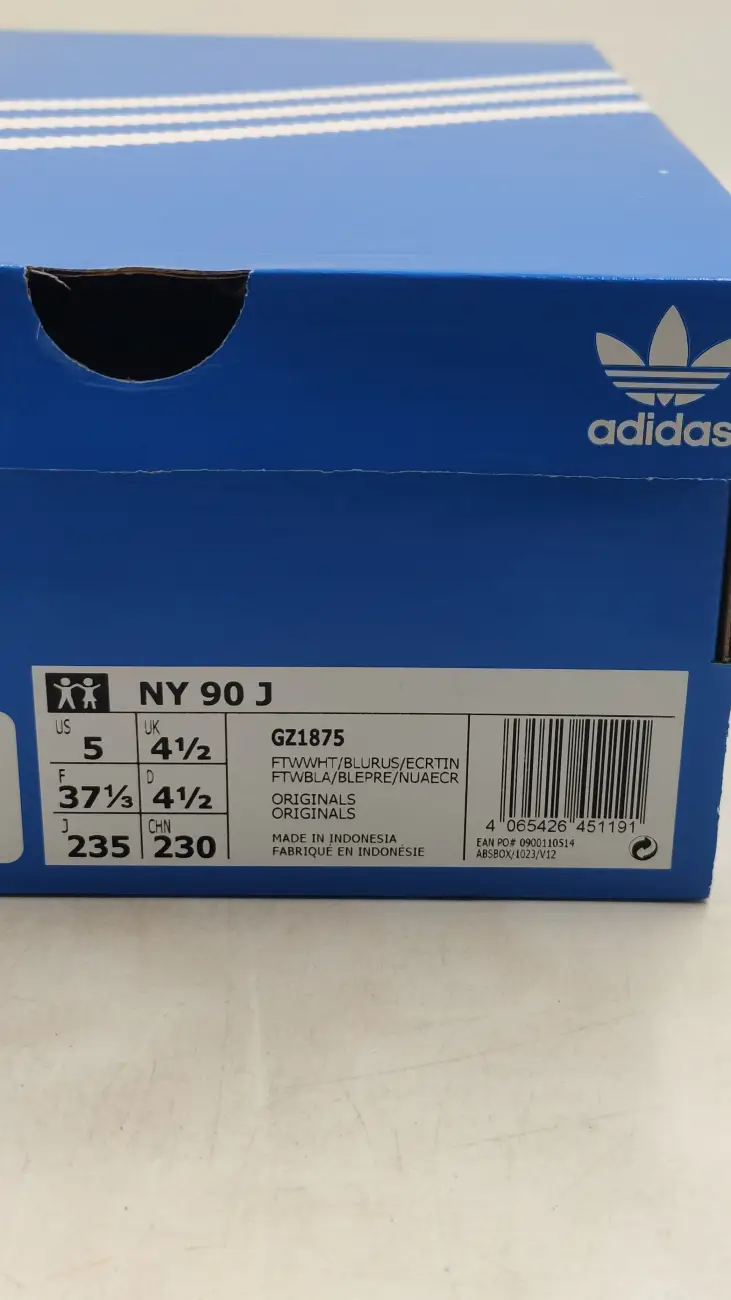 adidas
NY 90 J
US 5 UK 4½
F 37⅓ D 4½
J 235 CHN 230
GZ1875
FTWWHT/BLURUS/ECRTIN
FTWBLA/BLEPRE/NUAECR
ORIGINALS
ORIGINALS
MADE IN INDONESIA
FABRIQUÉ EN INDONÉSIE
4 065426 451191
EAN PO# 0900110514
ABSBOX/1023/V12